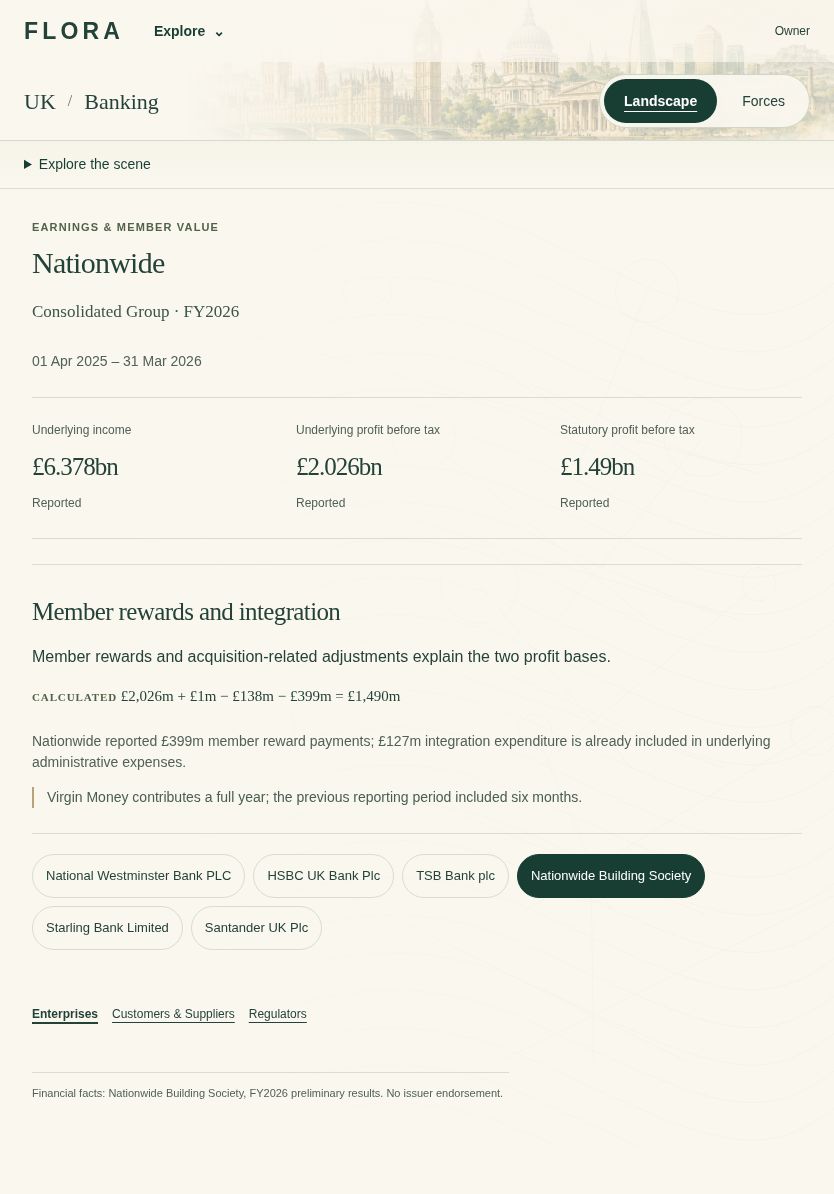 FLORA
Explore
Owner
UK / Banking
Landscape
Forces
Explore the scene
EARNINGS & MEMBER VALUE
Nationwide
Consolidated Group · FY2026
01 Apr 2025 – 31 Mar 2026
Underlying income
£6.378bn
Reported
Underlying profit before tax
£2.026bn
Reported
Statutory profit before tax
£1.49bn
Reported
Member rewards and integration
Member rewards and acquisition-related adjustments explain the two profit bases.
CALCULATED £2,026m + £1m − £138m − £399m = £1,490m
Nationwide reported £399m member reward payments; £127m integration expenditure is already included in underlying
administrative expenses.
Virgin Money contributes a full year; the previous reporting period included six months.
National Westminster Bank PLC
HSBC UK Bank Plc
TSB Bank plc
Nationwide Building Society
Starling Bank Limited
Santander UK Plc
Enterprises
Customers & Suppliers
Regulators
Financial facts: Nationwide Building Society, FY2026 preliminary results. No issuer endorsement.